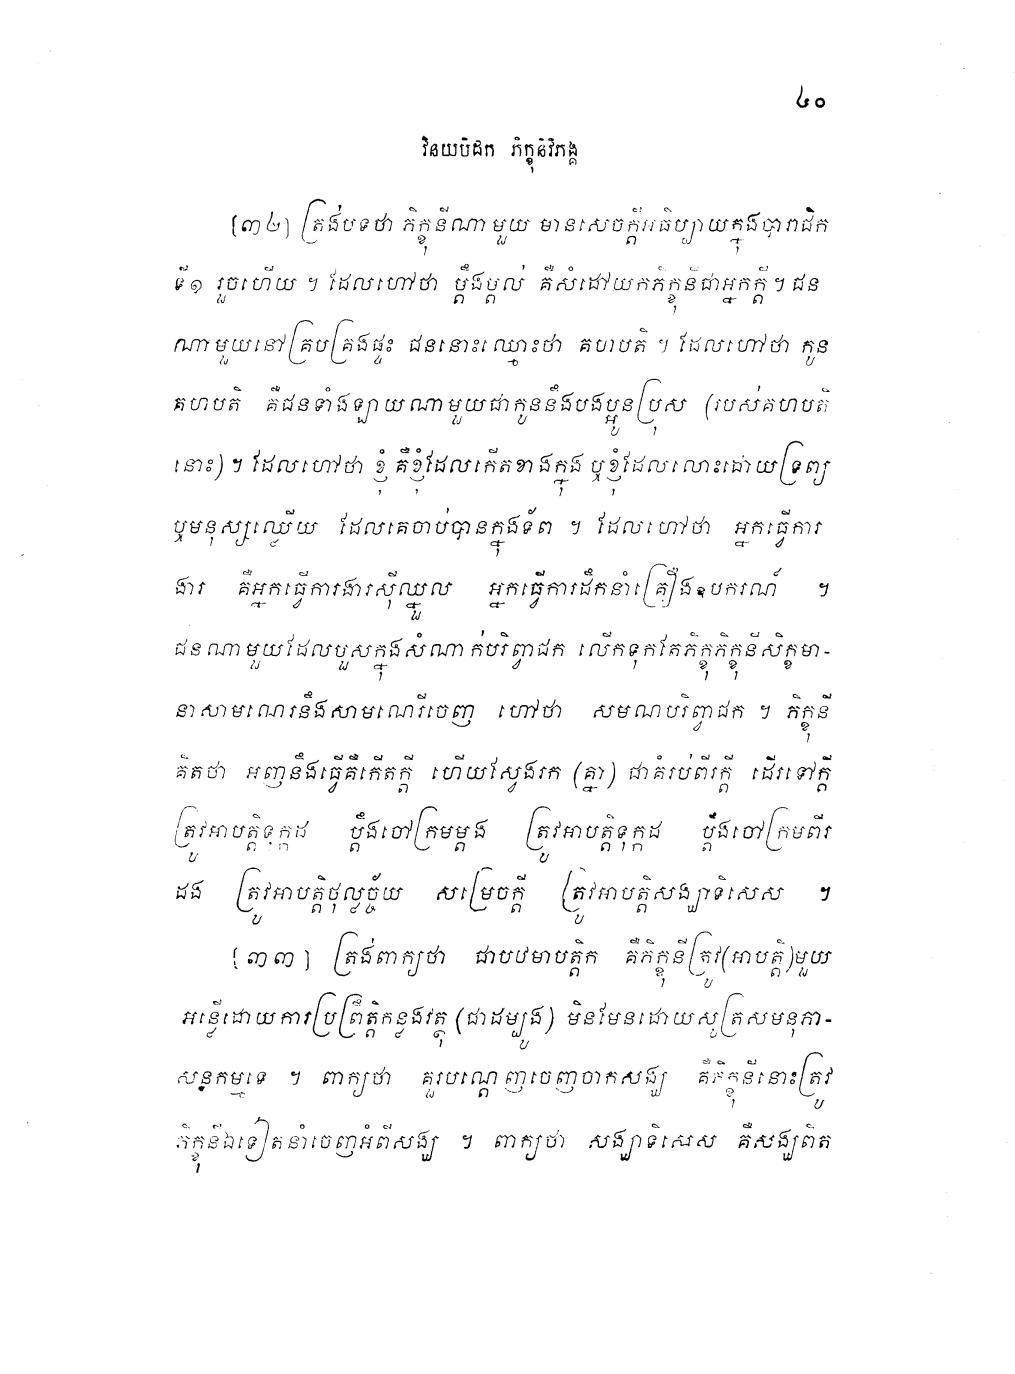 ៤០
វិនយបិដក ភិក្ខុនីវិភង្គ
(៣២) ត្រង់បទថា ភិក្ខុនីណាមួយ មានសេចក្តីអធិប្បាយក្នុងបារាជិក
ទី១ រួចហើយ ។ ដែលហៅថា ប្តឹងប្តល់ គឺសំដៅយកភិក្ខុនីជាអ្នកក្តី ។ ជន
ណាមួយនៅគ្របគ្រងផ្ទះ ជននោះឈ្មោះថា គហបតិ ។ ដែលហៅថា កូន
គហបតិ គឺជនទាំងឡាយណាមួយជាកូននឹងបងប្អូនប្រុស (របស់គហបតិ
នោះ) ។ ដែលហៅថា ខ្ញុំ គឺខ្ញុំដែលកើតខាងក្នុង ឬខ្ញុំដែលលោះដោយទ្រព្យ
ឬមនុស្សឈ្លើយ ដែលគេចាប់បានក្នុងទ័ព ។ ដែលហៅថា អ្នកធ្វើការ
ងារ គឺអ្នកធ្វើការងារស៊ីឈ្នួល អ្នកធ្វើការដឹកនាំគ្រឿងឧបករណ៍ ។
ជនណាមួយដែលបួសក្នុងសំណាក់បរិព្វាជក លើកទុកតែភិក្ខុភិក្ខុនីសិក្ខមា-
នាសាមណេរនឹងសាមណេរីចេញ ហៅថា សមណបរិព្វាជក ។ ភិក្ខុនី
គិតថា អញនឹងធ្វើគឺកើតក្តី ហើយស្វែងរក (គ្នា) ជាគំរប់ពីរក្តី ដើរទៅក្តី
ត្រូវអាបត្តិទុក្កដ ប្តឹងចៅក្រមម្តង ត្រូវអាបត្តិទុក្កដ ប្តឹងចៅក្រមពីរ
ដង ត្រូវអាបត្តិថុល្លច្ច័យ សម្រេចក្តី ត្រូវអាបត្តិសង្ឃាទិសេស ។
(៣៣) ត្រង់ពាក្យថា ជាបឋមាបត្តិក គឺភិក្ខុនីត្រូវ(អាបត្តិ)មួយ
អន្លើដោយការប្រព្រឹត្តិកន្លងវត្ថុ (ជាដម្បូង) មិនមែនដោយសូត្រសមនុភា-
សនកម្មទេ ។ ពាក្យថា គួរបណ្តេញចេញចាកសង្ឃ គឺភិក្ខុនីនោះត្រូវ
ភិក្ខុនីឯទៀតនាំចេញអំពីសង្ឃ ។ ពាក្យថា សង្ឃាទិសេស គឺសង្ឃពិត